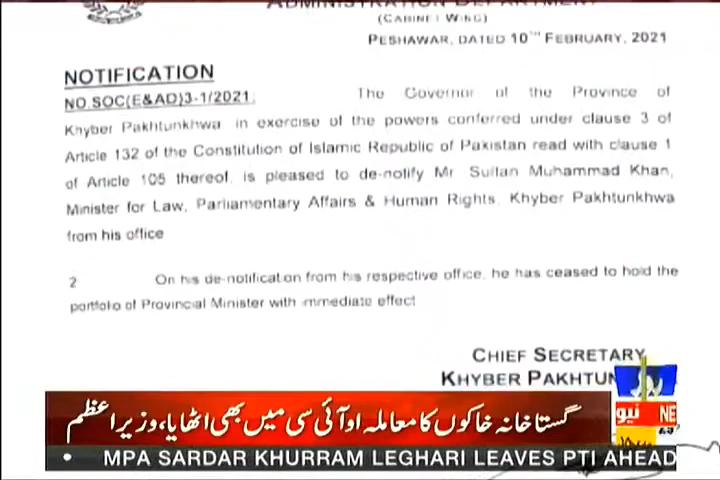 ADMINISTRATION DEPARTMENT
(CABINET WING)
PESHAWAR, DATED 10TH FEBRUARY, 2021
NOTIFICATION
NO.SOC(E&AD)3-1/2021. The Governor of the Province of
Khyber Pakhtunkhwa in exercise of the powers conferred under clause 3 of
Article 132 of the Constitution of Islamic Republic of Pakistan read with clause 1
of Article 105 thereof, is pleased to de-notify Mr. Sultan Muhammad Khan,
Minister for Law, Parliamentary Affairs & Human Rights, Khyber Pakhtunkhwa
from his office
2 On his de-notification from his respective office, he has ceased to hold the
portfolio of Provincial Minister with immediate effect
CHIEF SECRETARY
KHYBER PAKHTUN
گستاخانہ خاکوں کا معاملہ او آئی سی میں بھی اٹھایا، وزیراعظم
نیوز NE
MPA SARDAR KHURRAM LEGHARI LEAVES PTI AHEAD